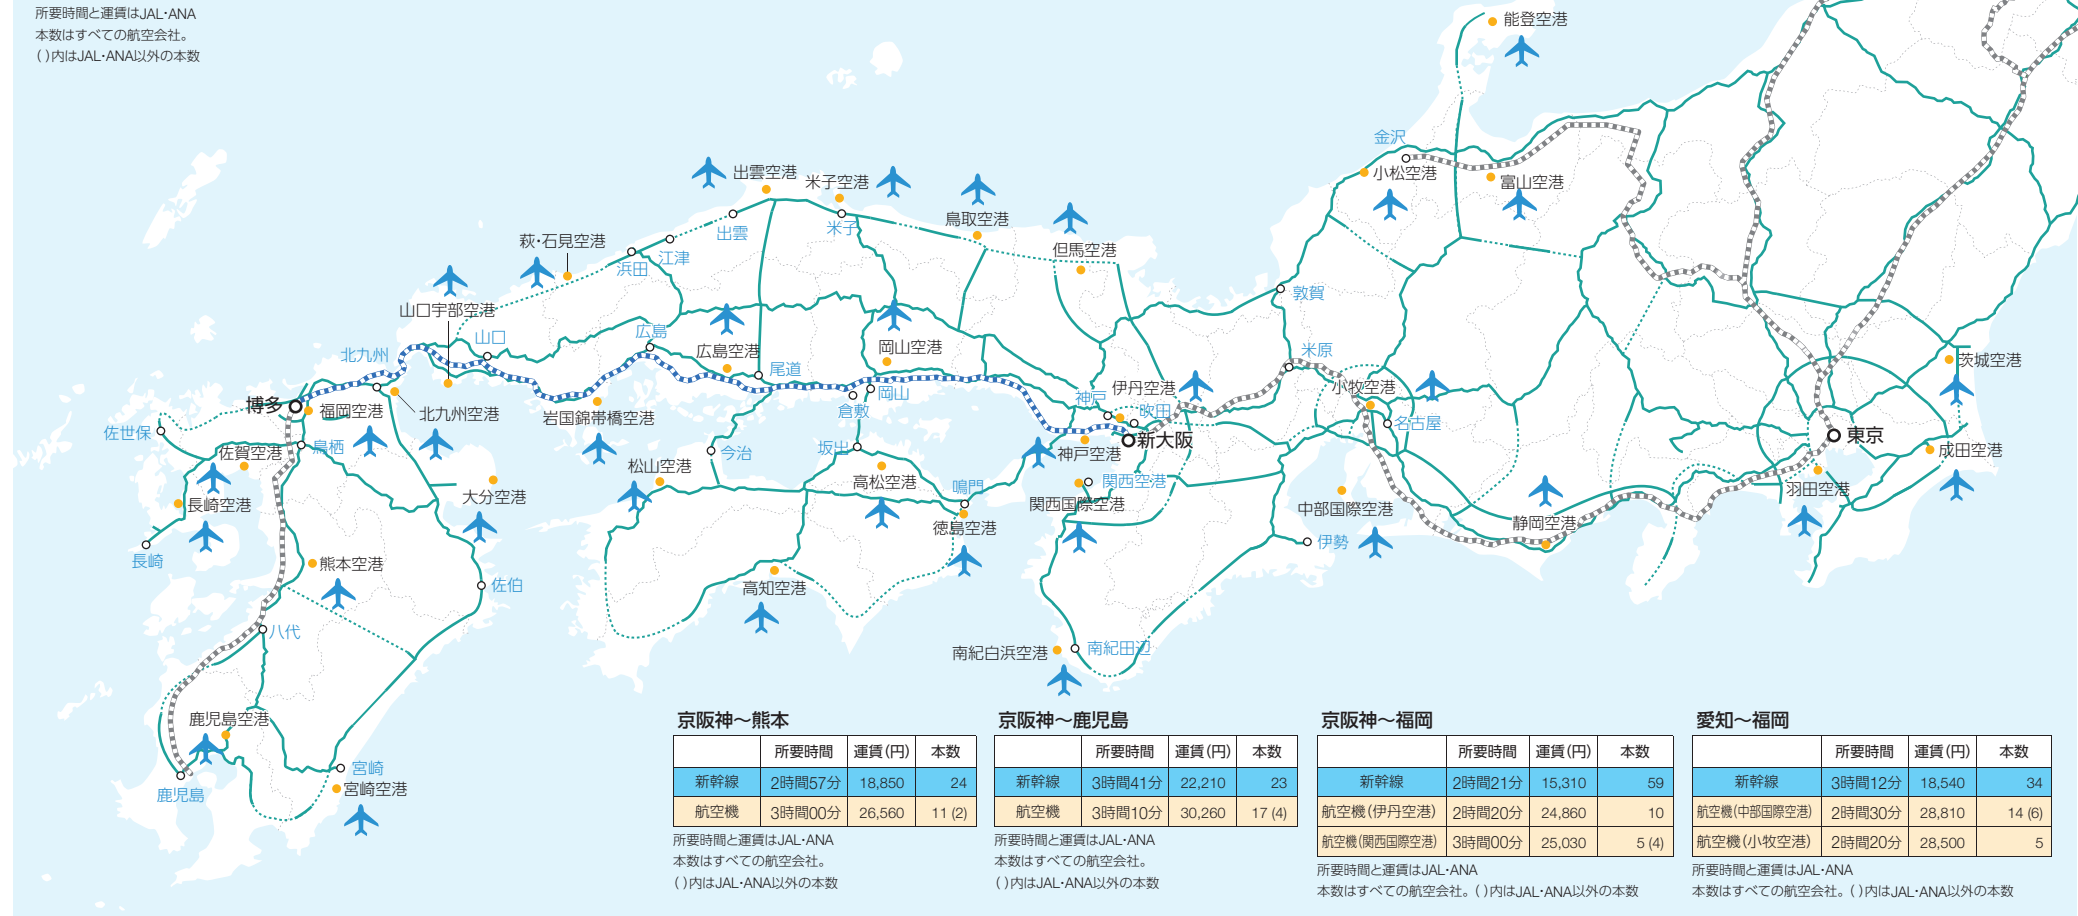 所要時間と運賃はJAL・ANA
本数はすべての航空会社。
( )内はJAL・ANA以外の本数
能登空港
金沢
小松空港
富山空港
出雲空港
米子空港
鳥取空港
但馬空港
出雲
米子
萩・石見空港
浜田
江津
敦賀
山口宇部空港
山口
広島
広島空港
岡山空港
北九州
尾道
岡山
倉敷
米原
茨城空港
博多
福岡空港
北九州空港
岩国錦帯橋空港
神戸
伊丹空港
吹田
小牧空港
名古屋
佐世保
佐賀空港
鳥栖
今治
坂出
新大阪
神戸空港
東京
成田空港
長崎空港
大分空港
松山空港
高松空港
鳴門
関西空港
関西国際空港
中部国際空港
静岡空港
羽田空港
徳島空港
長崎
熊本空港
佐伯
高知空港
伊勢
八代
南紀白浜空港
南紀田辺
鹿児島空港
鹿児島
宮崎
宮崎空港
京阪神〜熊本
所要時間 運賃(円) 本数
新幹線 2時間57分 18,850 24
航空機 3時間00分 26,560 11 (2)
所要時間と運賃はJAL・ANA
本数はすべての航空会社。
( )内はJAL・ANA以外の本数
京阪神〜鹿児島
所要時間 運賃(円) 本数
新幹線 3時間41分 22,210 23
航空機 3時間10分 30,260 17 (4)
所要時間と運賃はJAL・ANA
本数はすべての航空会社。
( )内はJAL・ANA以外の本数
京阪神〜福岡
所要時間 運賃(円) 本数
新幹線 2時間21分 15,310 59
航空機(伊丹空港) 2時間20分 24,860 10
航空機(関西国際空港) 3時間00分 25,030 5 (4)
所要時間と運賃はJAL・ANA
本数はすべての航空会社。( )内はJAL・ANA以外の本数
愛知〜福岡
所要時間 運賃(円) 本数
新幹線 3時間12分 18,540 34
航空機(中部国際空港) 2時間30分 28,810 14 (6)
航空機(小牧空港) 2時間20分 28,500 5
所要時間と運賃はJAL・ANA
本数はすべての航空会社。( )内はJAL・ANA以外の本数